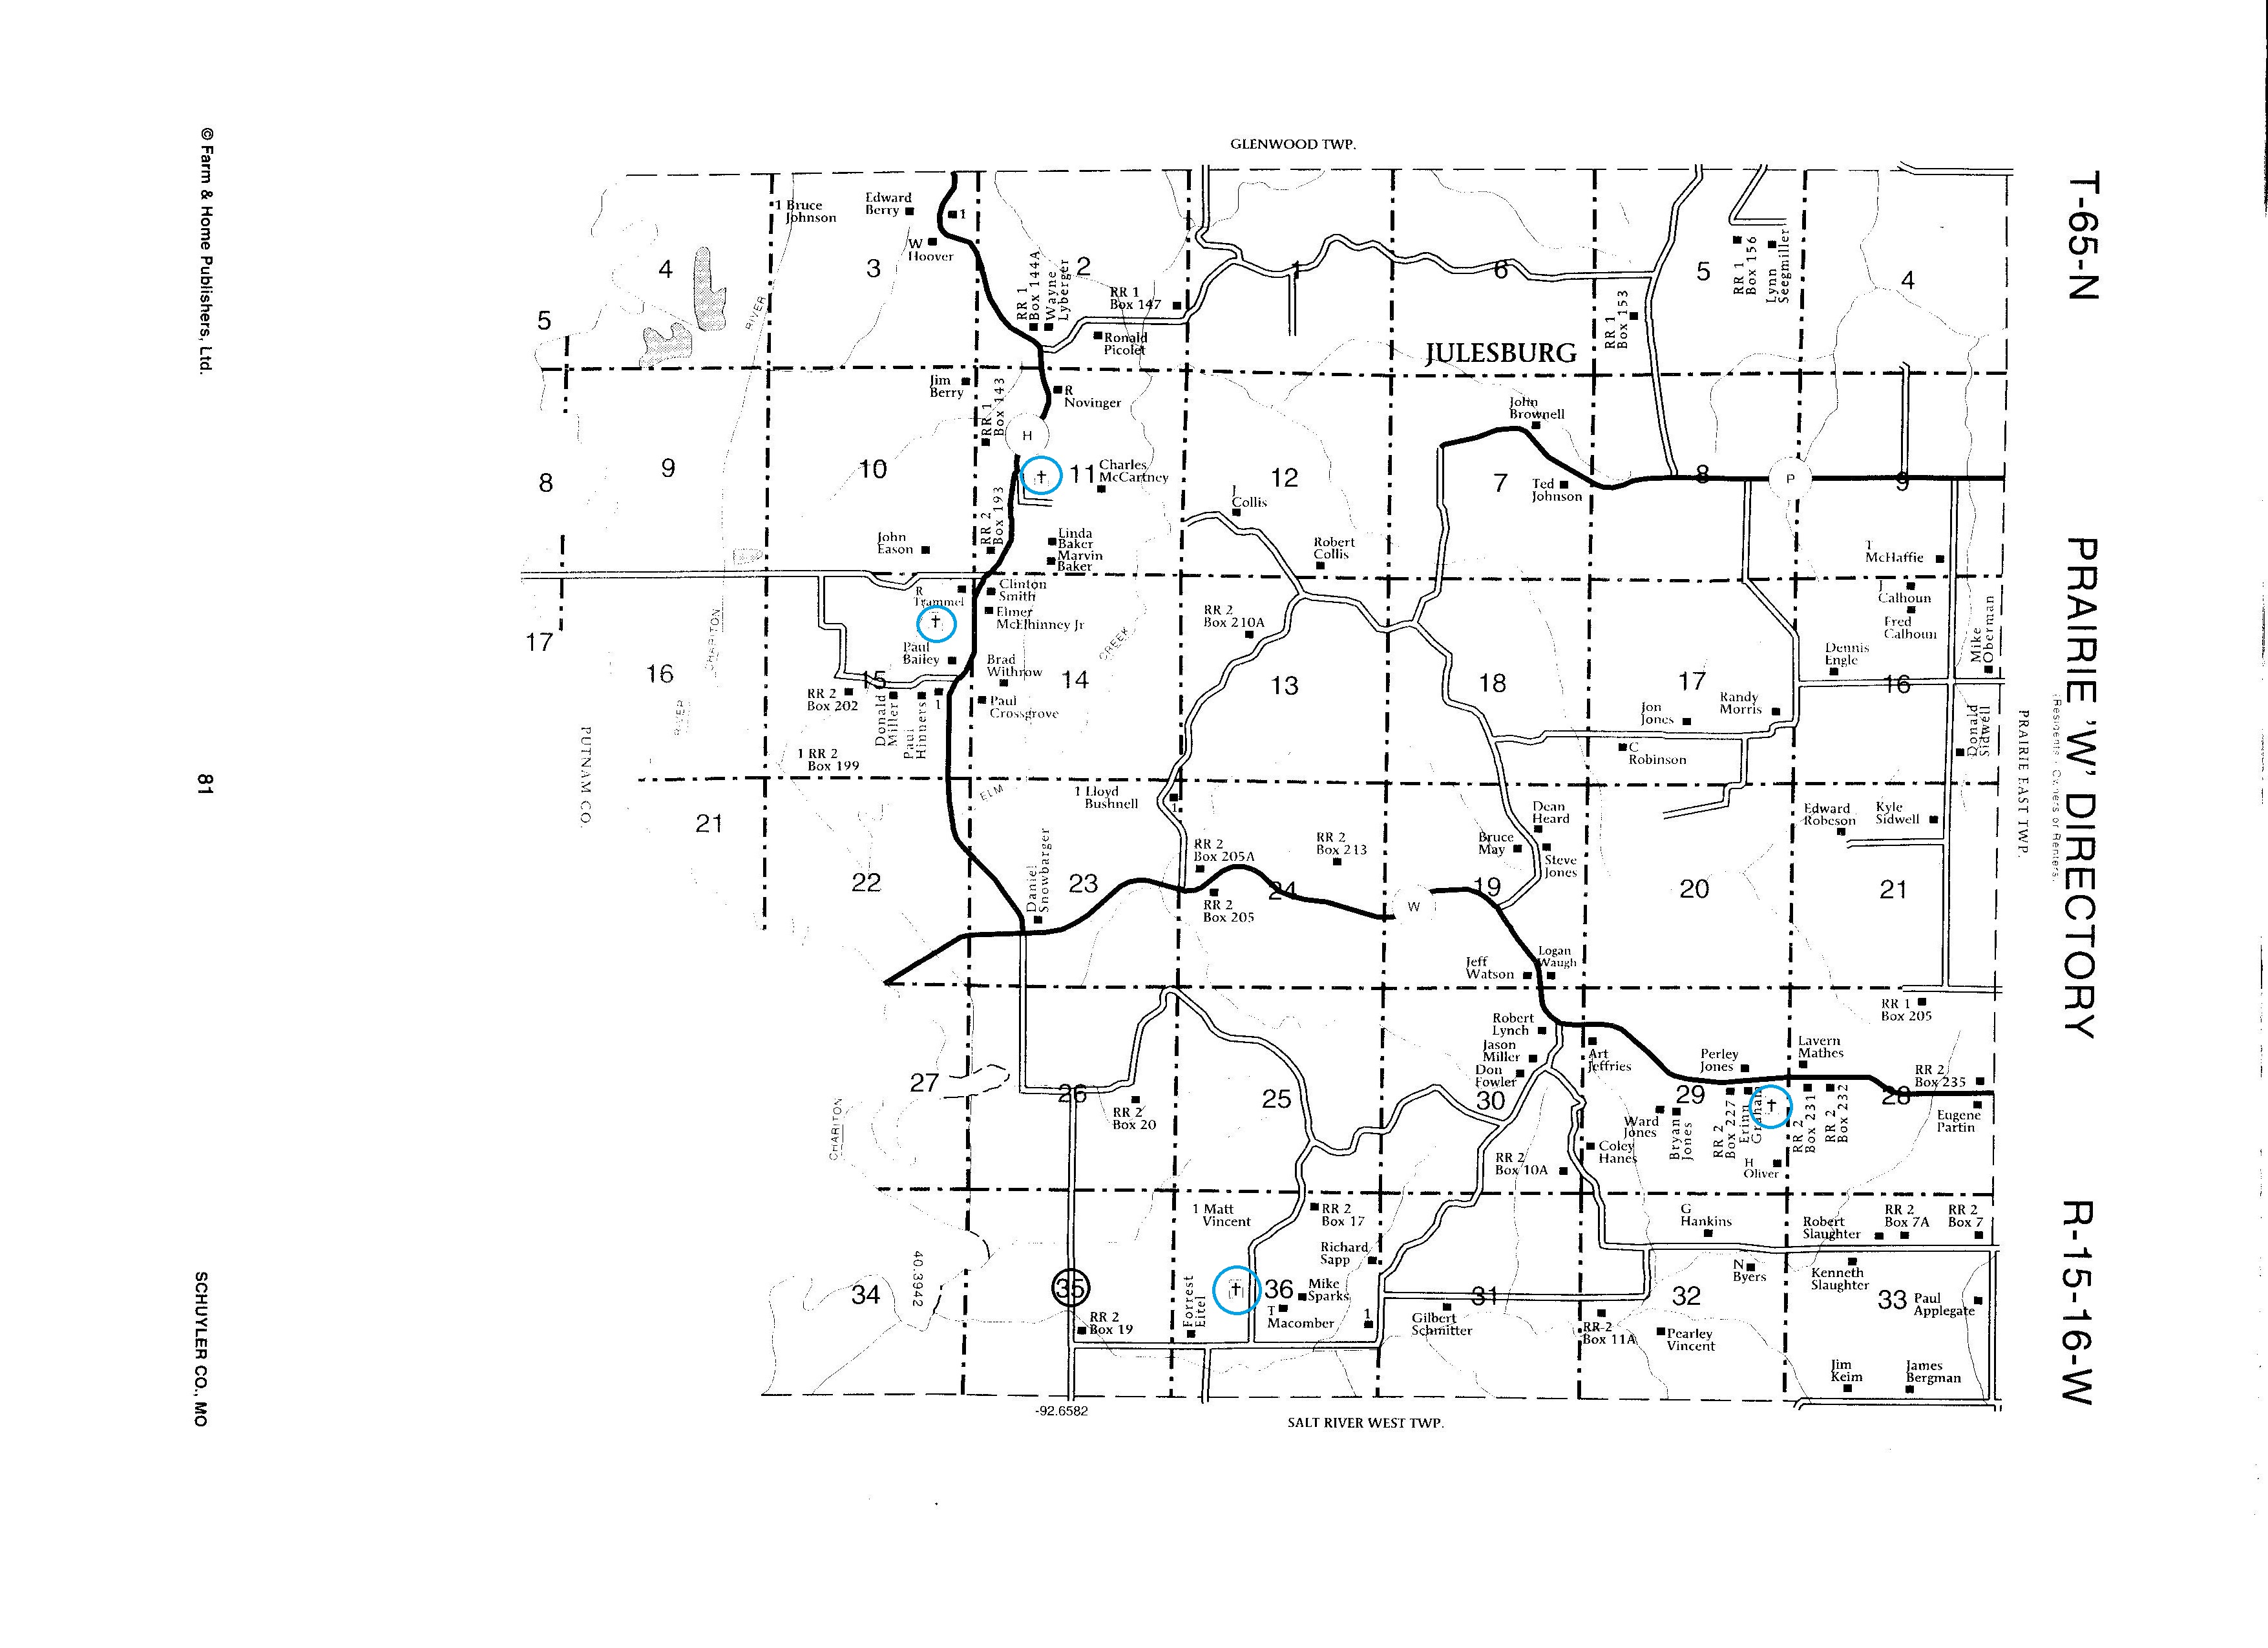 GLENWOOD TWP.
T-65-N
PRAIRIE 'W' DIRECTORY
R-15-16-W
(Residents - Owners or Renters).
PRAIRIE EAST TWP.
© Farm & Home Publishers, Ltd.
81
SCHUYLER CO., MO
PUTNAM CO.
SALT RIVER WEST TWP.
-92.6582
40.3942
JULESBURG
5
4
3
2
1
6
5
4
1 Bruce
Johnson
Edward
Berry
1
W
Hoover
RR 1
Box 144A
Wayne
Lyberger
RR 1
Box 147
Ronald
Picolet
RR 1
Box 153
RR 1
Box 156
Lynn
Seegmiller
RIVER
8
9
10
11
12
7
8
9
Jim
Berry
RR 1
Box 143
R
Novinger
H
Charles
McCartney
RR 2
Box 193
John
Eason
Linda
Baker
Marvin
Baker
J
Collis
Robert
Collis
John
Brownell
Ted
Johnson
P
T
McHaffie
17
16
15
14
13
18
17
16
CHARITON
RIVER
R
Trammel
Clinton
Smith
Elmer
McElhinney Jr
Paul
Bailey
Brad
Withrow
Paul
Crossgrove
RR 2
Box 202
Donald
Miller
Paul
Hinners
1
1 RR 2
Box 199
CREEK
ELM
RR 2
Box 210A
Jon
Jones
C
Robinson
Randy
Morris
Dennis
Engle
J
Calhoun
Fred
Calhoun
Mike
Oberman
Donald
Sidwell
21
22
23
24
19
20
21
1 Lloyd
Bushnell
1
Daniel
Snowbarger
RR 2
Box 205A
RR 2
Box 205
RR 2
Box 213
W
Bruce
May
Dean
Heard
Steve
Jones
Jeff
Watson
Logan
Waugh
Edward
Robeson
Kyle
Sidwell
27
26
25
30
29
28
CHARITON
RR 2
Box 20
Robert
Lynch
Jason
Miller
Don
Fowler
RR 2
Box 10A
Art
Jeffries
Ward
Jones
Coley
Hanes
Bryan
Jones
Perley
Jones
RR 2
Box 227
Erinn
Graham
H
Oliver
Lavern
Mathes
RR 2
Box 231
RR 2
Box 232
RR 1
Box 205
RR 2
Box 235
Eugene
Partin
34
35
36
31
32
33
RR 2
Box 19
Forrest
Eitel
1 Matt
Vincent
RR 2
Box 17
Richard
Sapp
Mike
Sparks
T
Macomber
1
Gilbert
Schmitter
RR 2
Box 11A
Pearley
Vincent
G
Hankins
N
Byers
Robert
Slaughter
RR 2
Box 7A
RR 2
Box 7
Kenneth
Slaughter
Paul
Applegate
Jim
Keim
James
Bergman